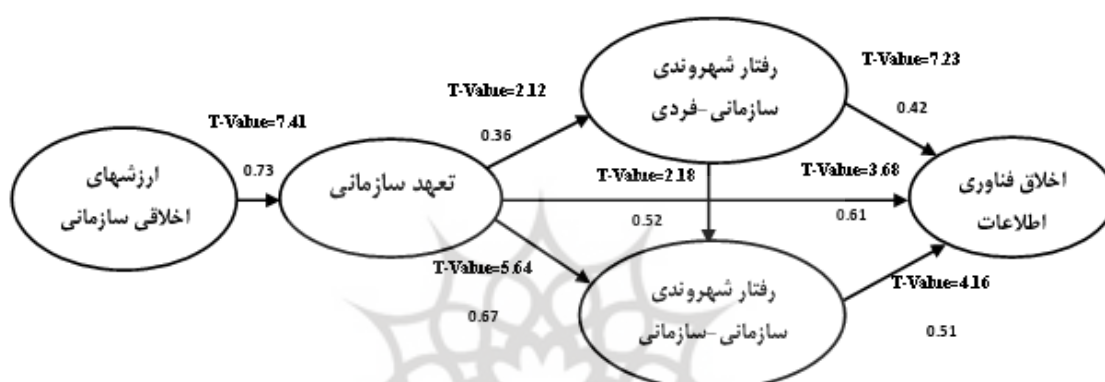 T-Value=7.41
0.73
T-Value=2.12
0.36
T-Value=7.23
0.42
T-Value=2.18
0.52
T-Value=3.68
0.61
T-Value=5.64
0.67
T-Value=4.16
0.51
ارزشهای
اخلاقی سازمانی
تعهد سازمانی
رفتار شهروندی
سازمانی-فردی
رفتار شهروندی
سازمانی-سازمانی
اخلاق فناوری
اطلاعات